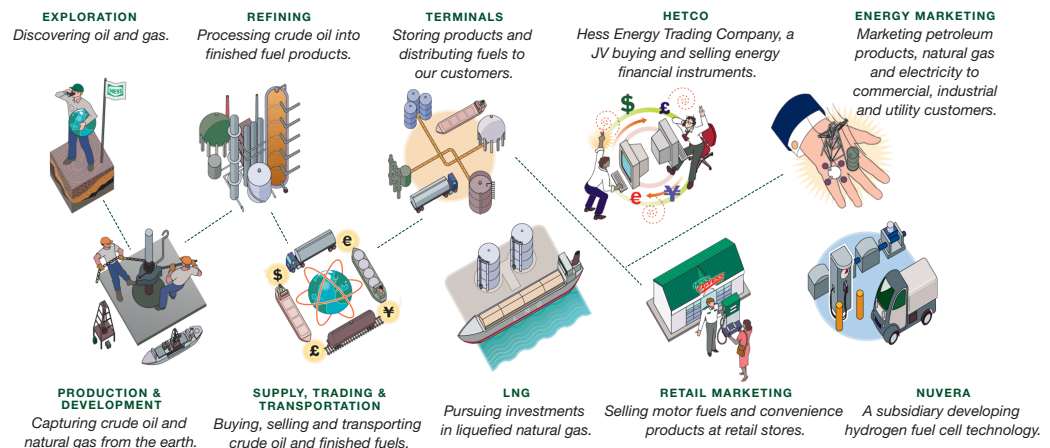 EXPLORATION
Discovering oil and gas.
REFINING
Processing crude oil into
finished fuel products.
TERMINALS
Storing products and
distributing fuels to
our customers.
HETCO
Hess Energy Trading Company, a
JV buying and selling energy
financial instruments.
ENERGY MARKETING
Marketing petroleum
products, natural gas
and electricity to
commercial, industrial
and utility customers.
HESS
$
£
€
¥
$
€
£
¥
HESS
EXPRESS
PRODUCTION &
DEVELOPMENT
Capturing crude oil and
natural gas from the earth.
SUPPLY, TRADING &
TRANSPORTATION
Buying, selling and transporting
crude oil and finished fuels.
LNG
Pursuing investments
in liquefied natural gas.
RETAIL MARKETING
Selling motor fuels and convenience
products at retail stores.
NUVERA
A subsidiary developing
hydrogen fuel cell technology.